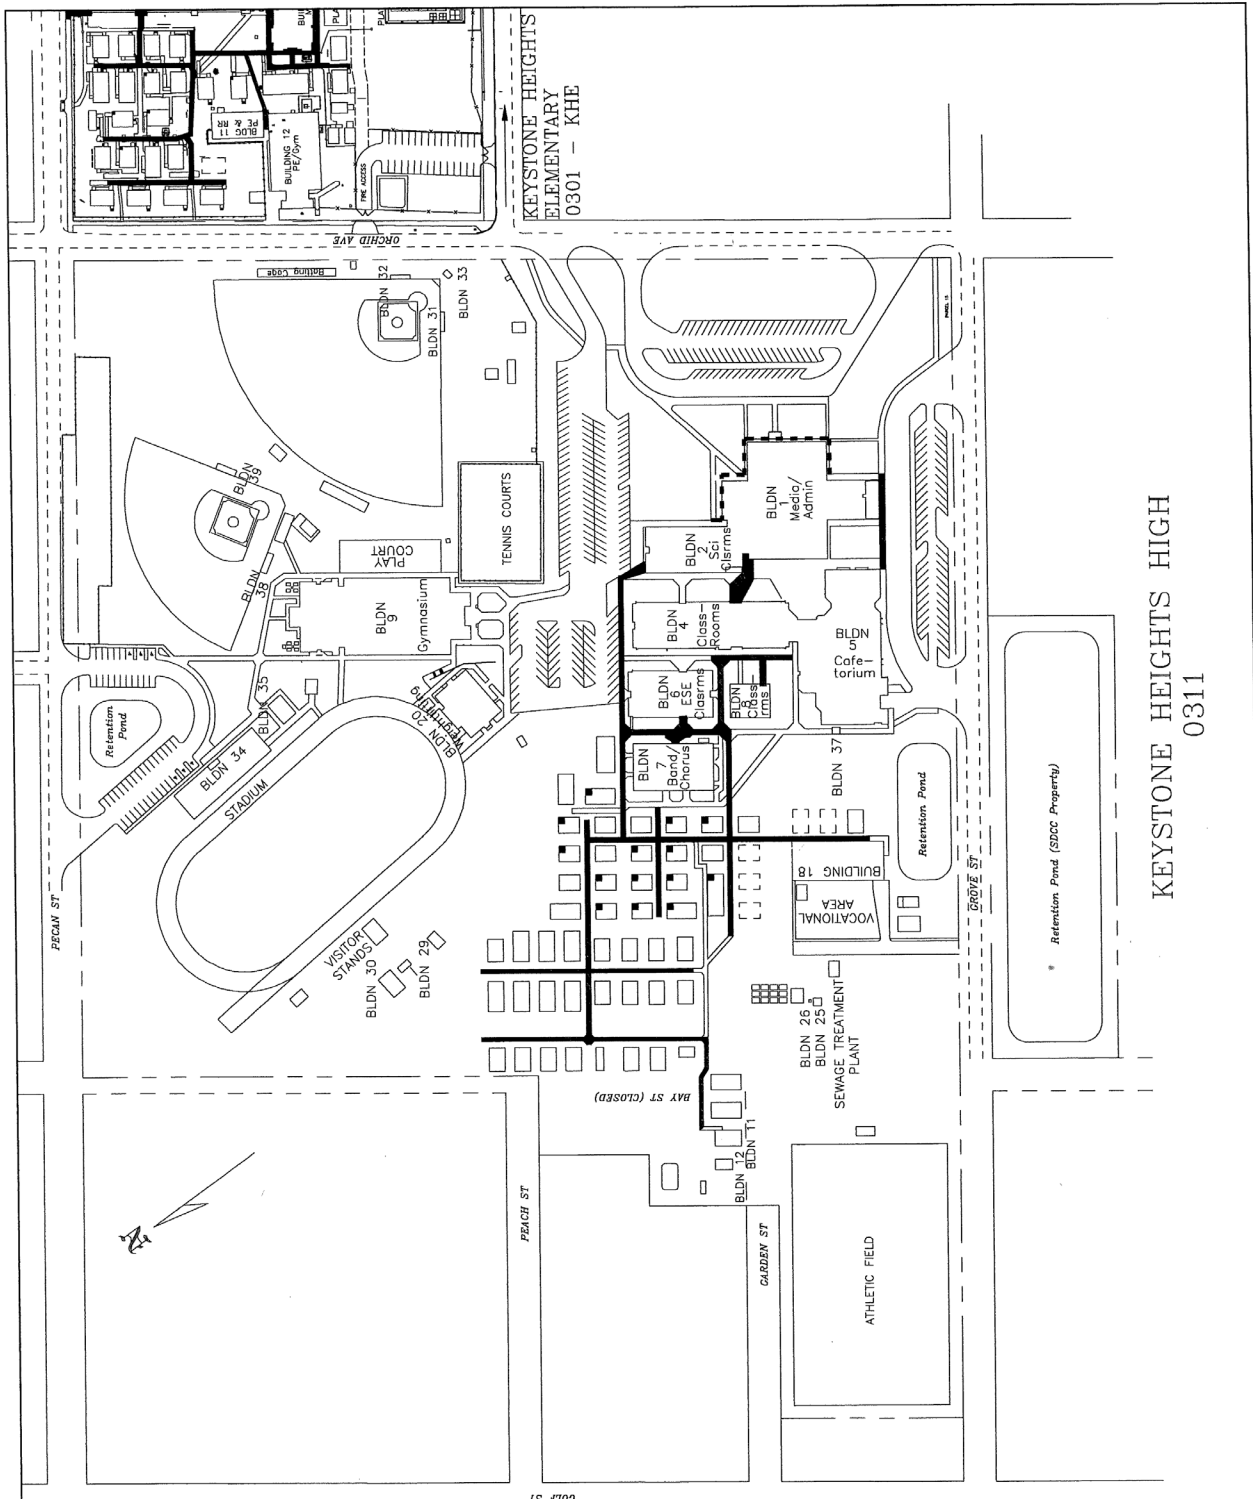 KEYSTONE HEIGHTS
ELEMENTARY
0301 - KHE
BLDG 11
PE & RR
BUILDING 12
PE/Gym
FIRE ACCESS
ORCHID AVE
Batting Cage
BLDN 32
BLDN 33
BLDN 31
BLDN
39
BLDN
38
PLAY
COURT
TENNIS COURTS
BLDN
9
Gymnasium
BLDN 20
Weightlifting
BLDN 35
BLDN 34
STADIUM
Retention
Pond
PECAN ST
VISITOR
STANDS
BLDN 30
BLDN 29
BLDN
1
Media/
Admin
BLDN
2
Sci
Clsrms
BLDN
4
Class-
Rooms
BLDN
5
Cafe-
torium
BLDN
6
ESE
Clasrms
BLDN
8
Class-
rms
BLDN
7
Band/
Chorus
BLDN 37
Retention Pond
GROVE ST
Retention Pond (SDCC Property)
BUILDING 18
VOCATIONAL
AREA
BLDN 26
BLDN 25
SEWAGE TREATMENT
PLANT
BAY ST (CLOSED)
BLDN 11
BLDN 12
PEACH ST
GARDEN ST
ATHLETIC FIELD
N
KEYSTONE HEIGHTS HIGH
0311